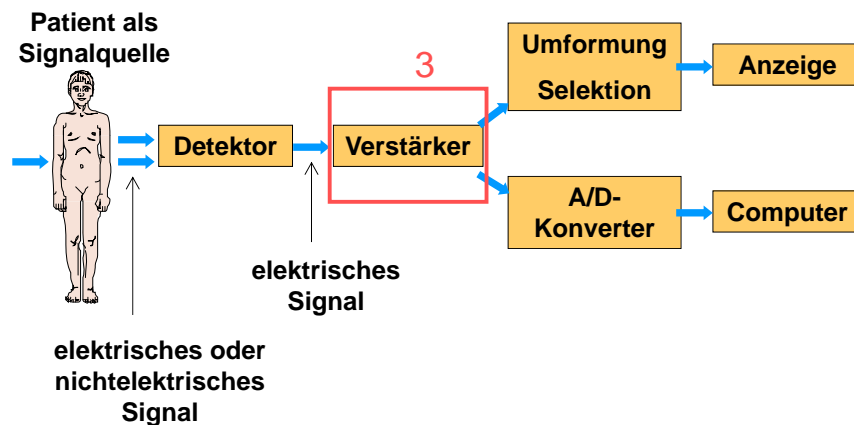 Patient als
Signalquelle
3
Umformung
Selektion
Anzeige
Detektor
Verstärker
A/D-
Konverter
Computer
elektrisches
Signal
elektrisches oder
nichtelektrisches
Signal